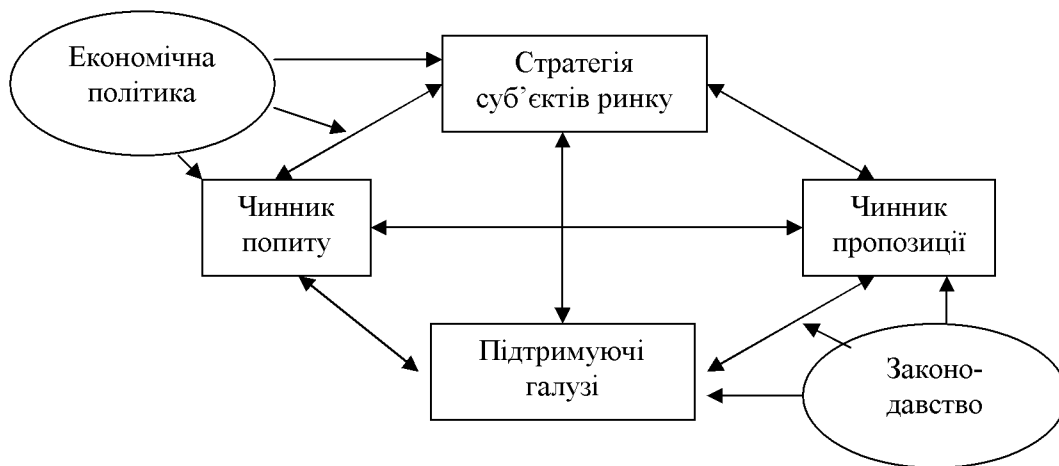 Економічна
політика
Стратегія
суб’єктів ринку
Чинник
попиту
Чинник
пропозиції
Підтримуючі
галузі
Законо-
давство